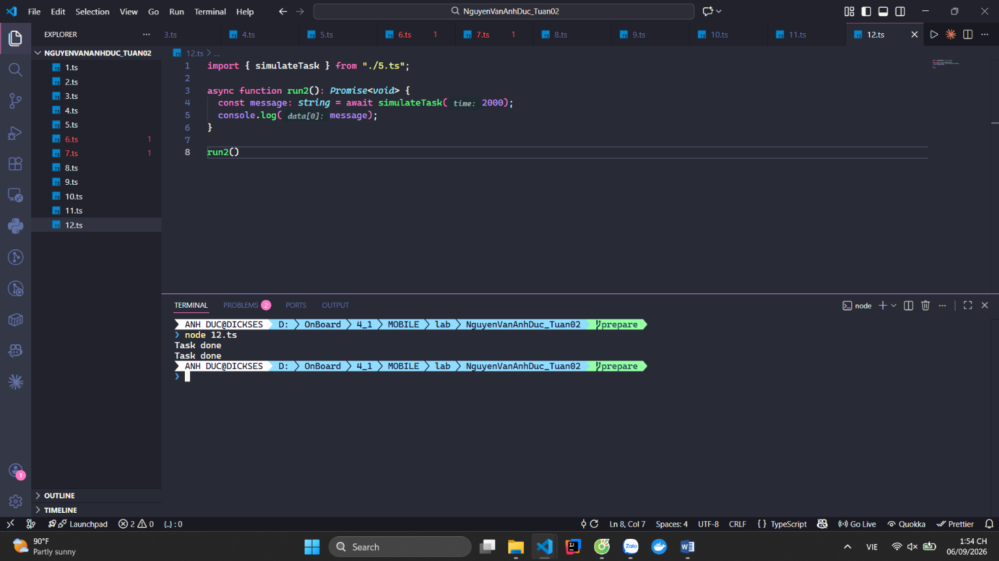 File Edit Selection View Go Run Terminal Help
NguyenVanAnhDuc_Tuan02
EXPLORER
3.ts
4.ts
5.ts
6.ts 1
7.ts 1
8.ts
9.ts
10.ts
11.ts
12.ts
NGUYENVANANHDUC_TUAN02
1.ts
2.ts
3.ts
4.ts
5.ts
6.ts 1
7.ts 1
8.ts
9.ts
10.ts
11.ts
12.ts
OUTLINE
TIMELINE
12.ts > ...
1 import { simulateTask } from "./5.ts";
2
3 async function run2(): Promise<void> {
4 const message: string = await simulateTask( time: 2000);
5 console.log( data[0]: message);
6 }
7
8 run2()
TERMINAL PROBLEMS 2 PORTS OUTPUT
node
ANH DUC@DICKSES D: OnBoard 4_1 MOBILE lab NguyenVanAnhDuc_Tuan02 prepare
❯ node 12.ts
Task done
Task done
ANH DUC@DICKSES D: OnBoard 4_1 MOBILE lab NguyenVanAnhDuc_Tuan02 prepare
❯
1
Launchpad 2 0 {..} : 0
Ln 8, Col 7 Spaces: 4 UTF-8 CRLF { } TypeScript Go Live Quokka Prettier
90°F
Partly sunny
Search
Zalo
VIE
1:54 CH
06/09/2026